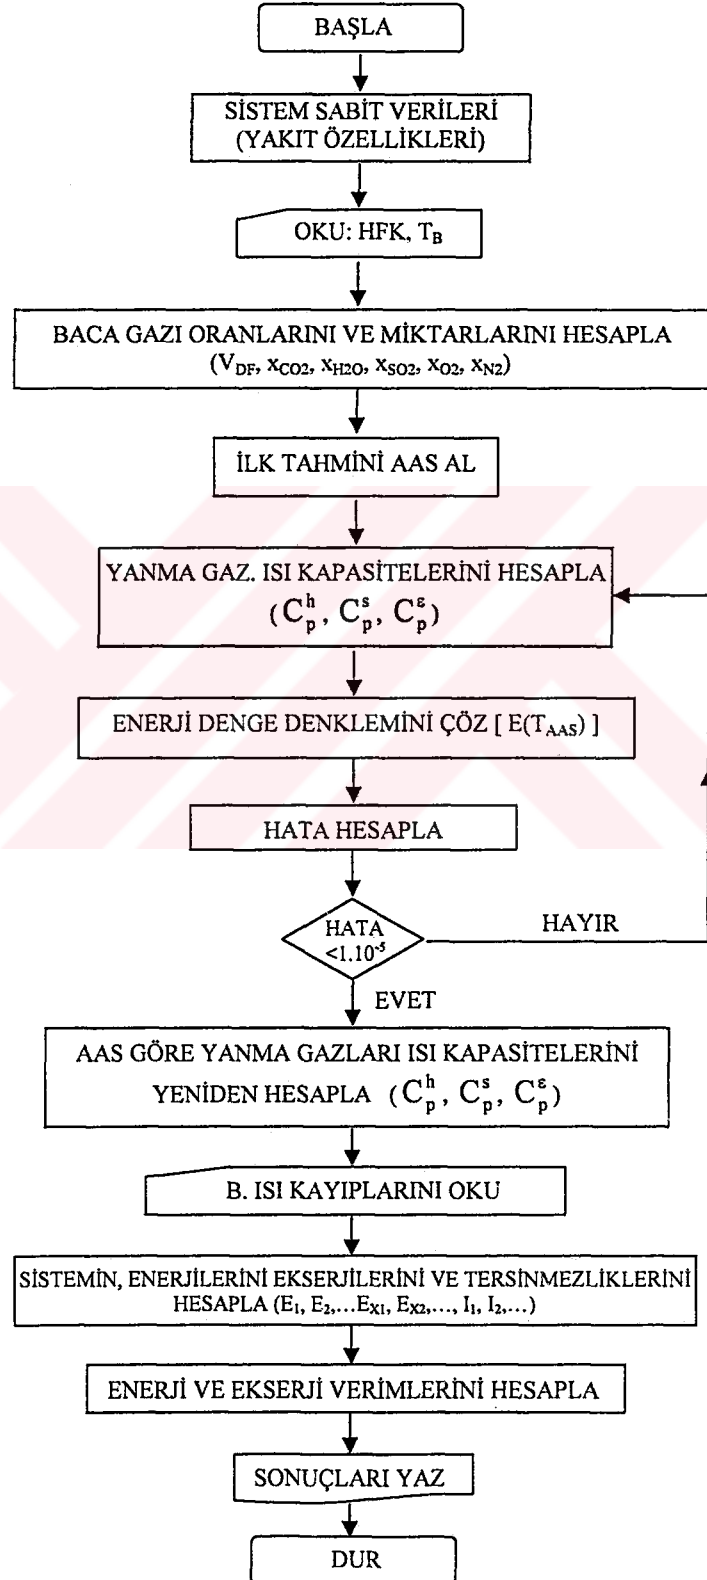 BAŞLA
SİSTEM SABİT VERİLERİ
(YAKIT ÖZELLİKLERİ)
OKU: HFK, T_B
BACA GAZI ORANLARINI VE MİKTARLARINI HESAPLA
(V_DF, x_CO2, x_H2O, x_SO2, x_O2, x_N2)
İLK TAHMİNİ AAS AL
YANMA GAZ. ISI KAPASİTELERİNİ HESAPLA
(C_p^h, C_p^s, C_p^ε)
ENERJİ DENGE DENKLEMİNİ ÇÖZ [ E(T_AAS) ]
HATA HESAPLA
HATA
<1.10^-5
HAYIR
EVET
AAS GÖRE YANMA GAZLARI ISI KAPASİTELERİNİ
YENİDEN HESAPLA (C_p^h, C_p^s, C_p^ε)
B. ISI KAYIPLARINI OKU
SİSTEMİN, ENERJİLERİNİ EKSERJİLERİNİ VE TERSİNMEZLİKLERİNİ
HESAPLA (E_1, E_2,...E_X1, E_X2,..., I_1, I_2,...)
ENERJİ VE EKSERJİ VERİMLERİNİ HESAPLA
SONUÇLARI YAZ
DUR